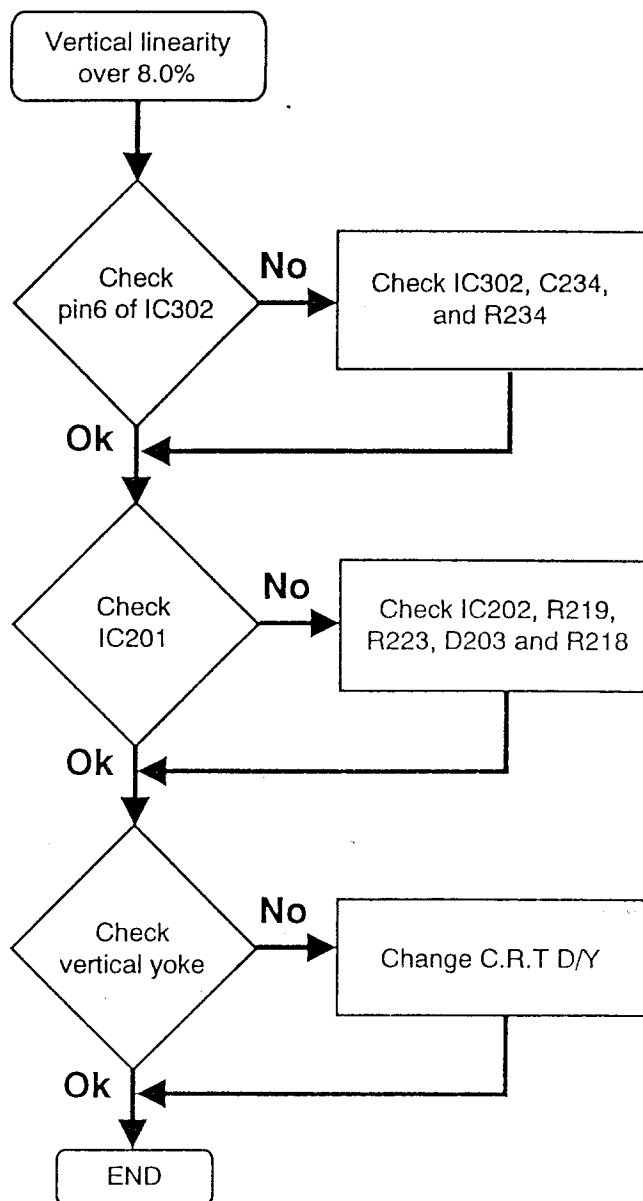 Vertical linearity
over 8.0%
Check
pin6 of IC302
No
Check IC302, C234,
and R234
Ok
Check
IC201
No
Check IC202, R219,
R223, D203 and R218
Ok
Check
vertical yoke
No
Change C.R.T D/Y
Ok
END